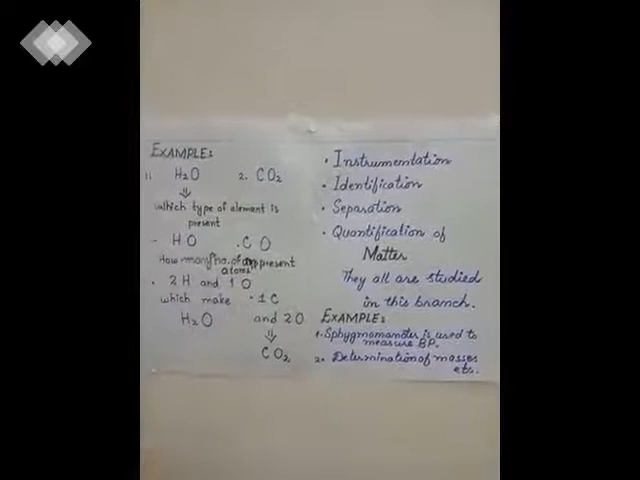 EXAMPLE:
1. H₂O 2. CO₂
⇓
which type of element is
present
- H O . C O
How many no. of present
atoms
. 2 H and 1 O
which make . 1 C
H₂O and 2 O
⇓
CO₂
. Instrumentation
. Identification
. Separation
. Quantification of
Matter
They all are studied
in this branch.
EXAMPLE:
1. Sphygmomanoter is used to
measure BP.
2. Determination of masses
etc.